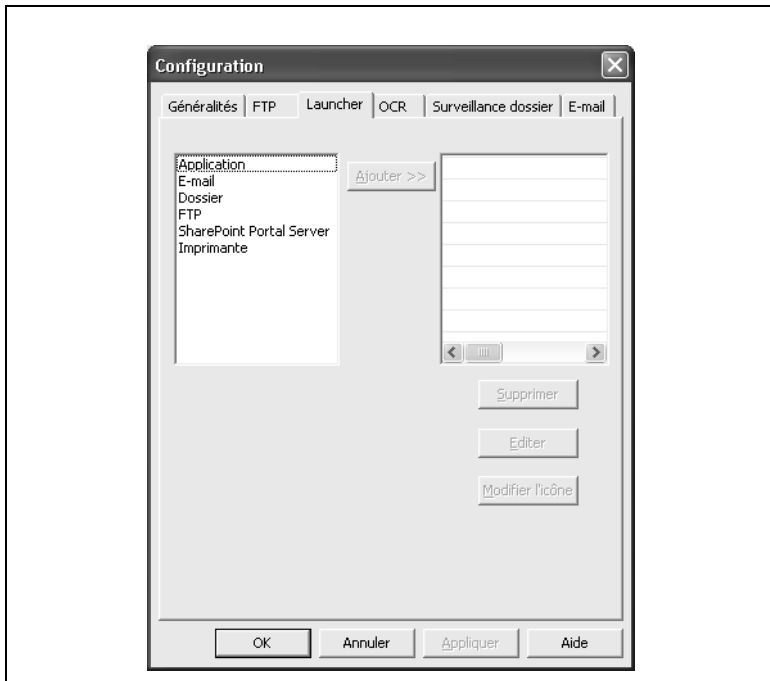 Configuration
Généralités FTP Launcher OCR Surveillance dossier E-mail
Application
E-mail
Dossier
FTP
SharePoint Portal Server
Imprimante
Ajouter >>
Supprimer
Editer
Modifier l'icône
OK Annuler Appliquer Aide